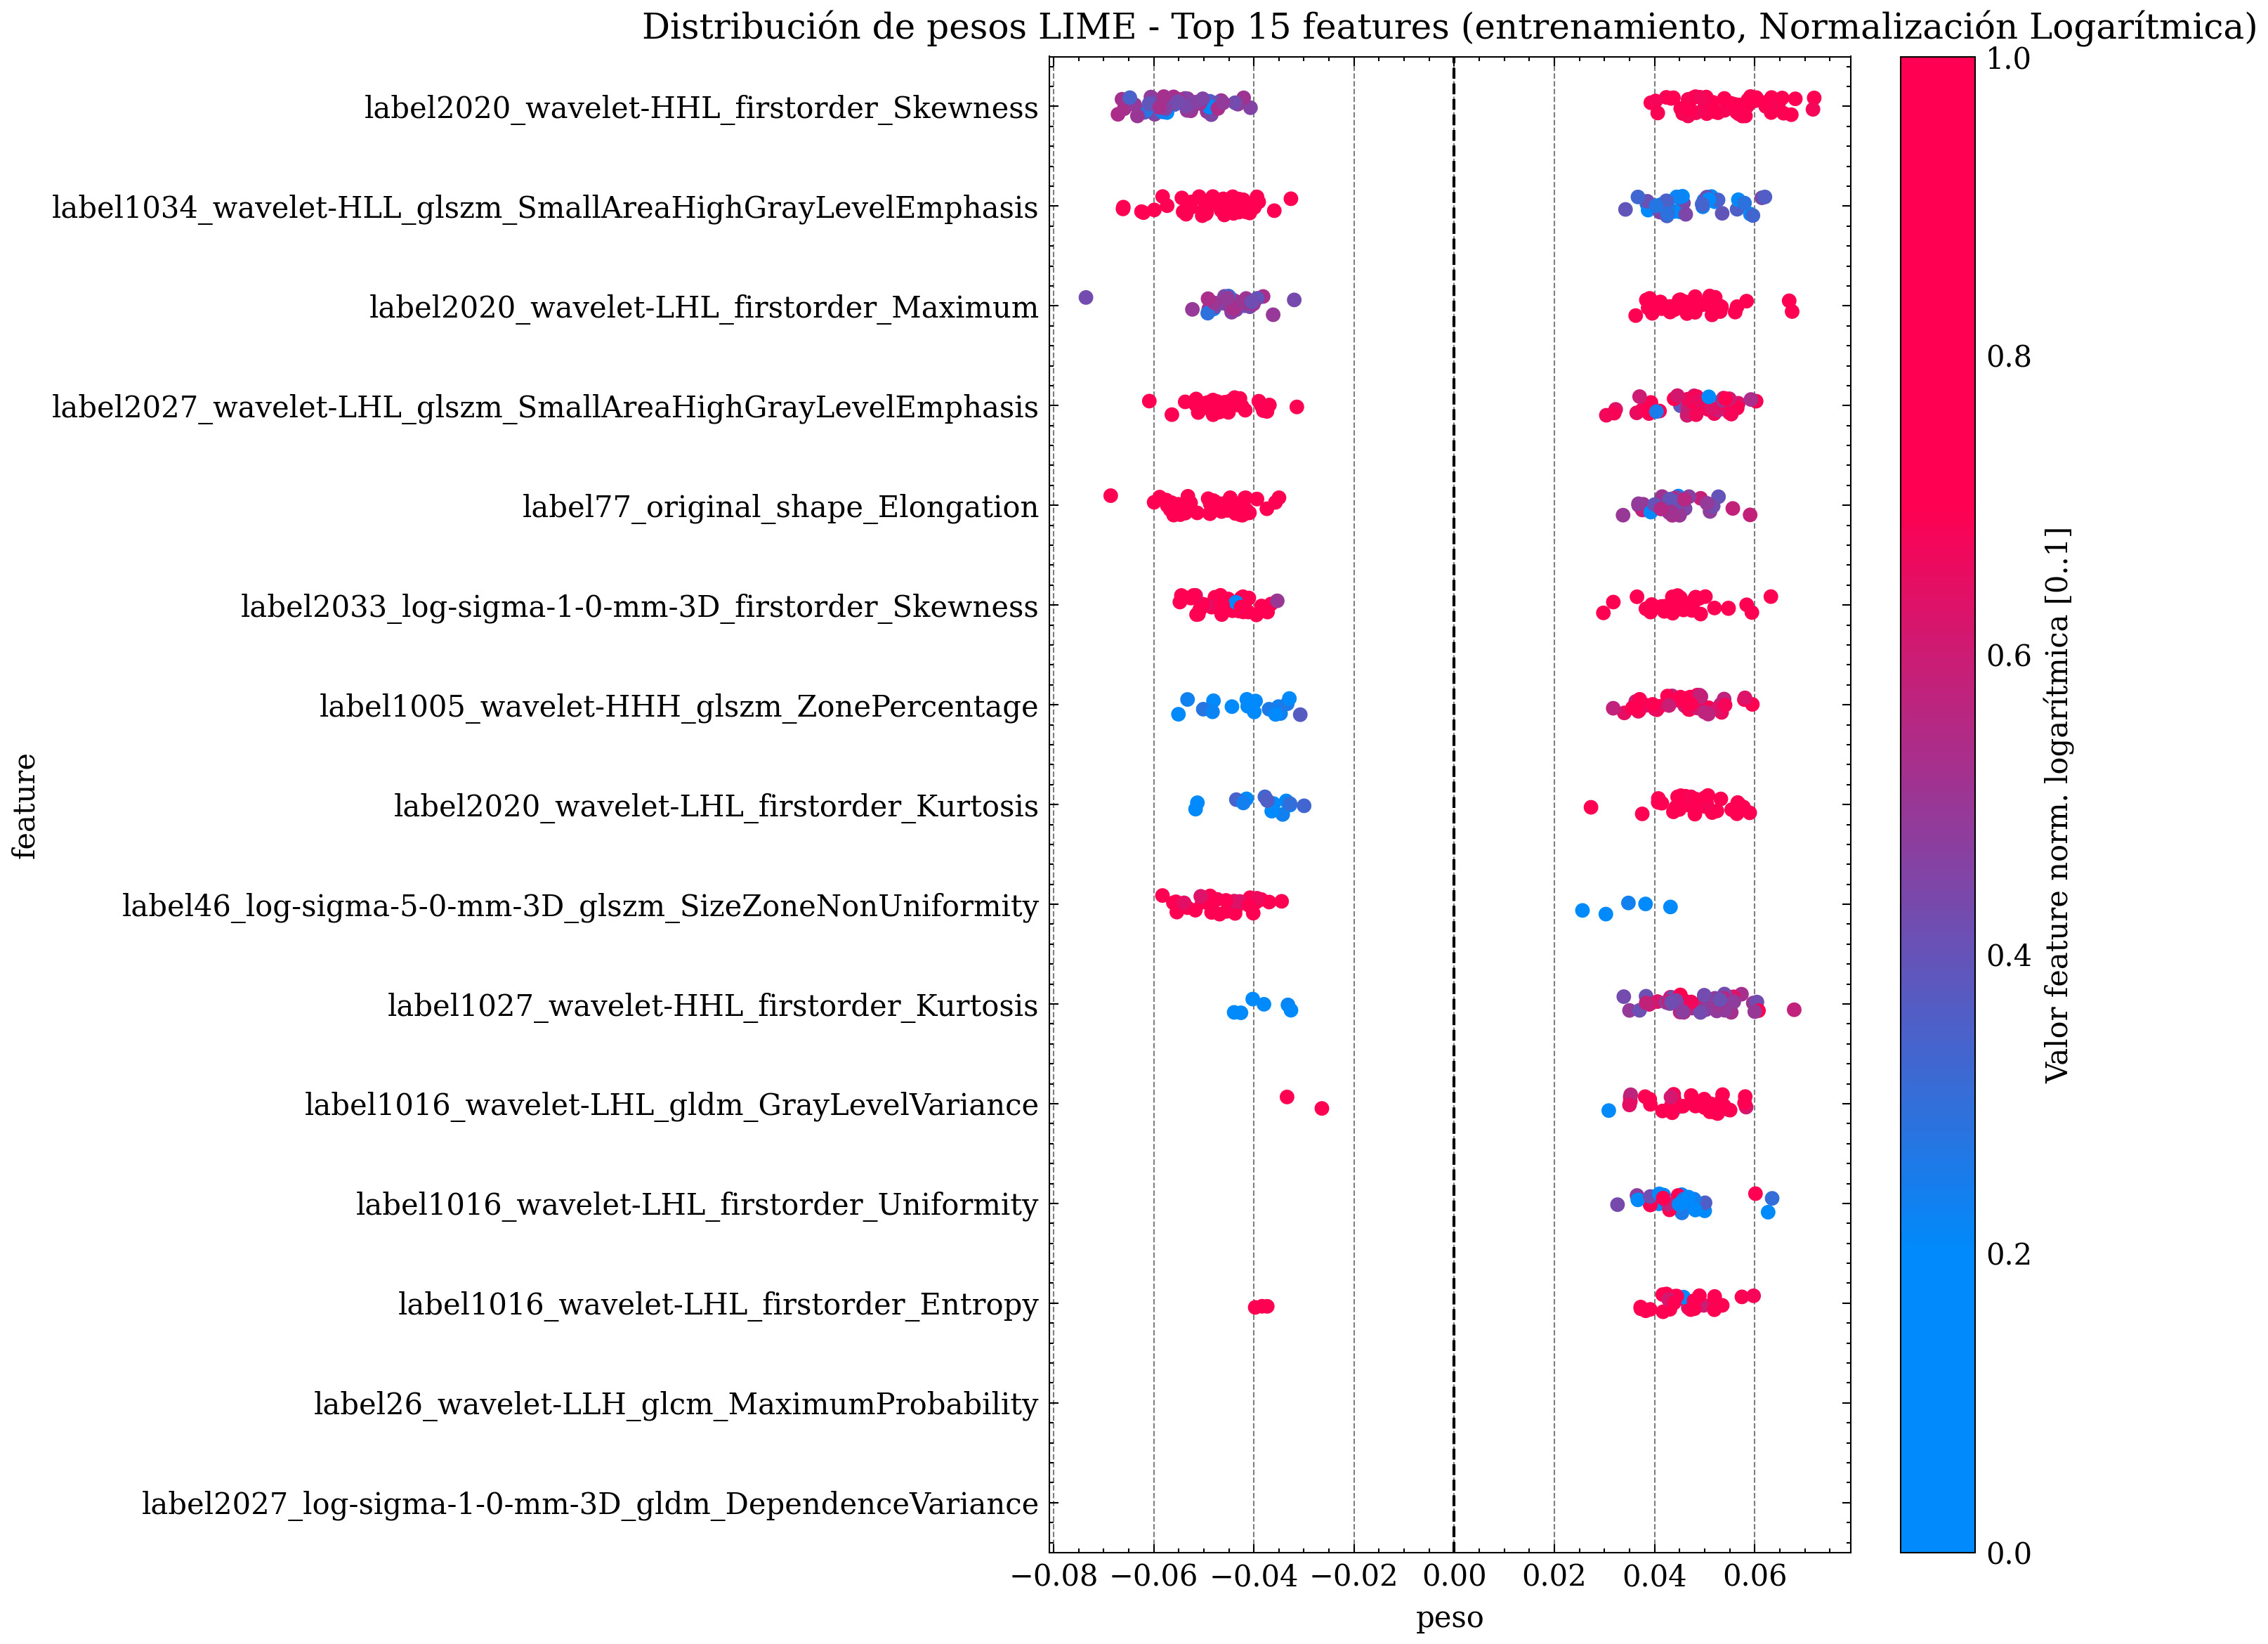 Distribución de pesos LIME - Top 15 features (entrenamiento, Normalización Logarítmica)
feature
label2020_wavelet-HHL_firstorder_Skewness
label1034_wavelet-HLL_glszm_SmallAreaHighGrayLevelEmphasis
label2020_wavelet-LHL_firstorder_Maximum
label2027_wavelet-LHL_glszm_SmallAreaHighGrayLevelEmphasis
label77_original_shape_Elongation
label2033_log-sigma-1-0-mm-3D_firstorder_Skewness
label1005_wavelet-HHH_glszm_ZonePercentage
label2020_wavelet-LHL_firstorder_Kurtosis
label46_log-sigma-5-0-mm-3D_glszm_SizeZoneNonUniformity
label1027_wavelet-HHL_firstorder_Kurtosis
label1016_wavelet-LHL_gldm_GrayLevelVariance
label1016_wavelet-LHL_firstorder_Uniformity
label1016_wavelet-LHL_firstorder_Entropy
label26_wavelet-LLH_glcm_MaximumProbability
label2027_log-sigma-1-0-mm-3D_gldm_DependenceVariance
−0.08 −0.06 −0.04 −0.02 0.00 0.02 0.04 0.06
peso
1.0
0.8
0.6
0.4
0.2
0.0
Valor feature norm. logarítmica [0..1]